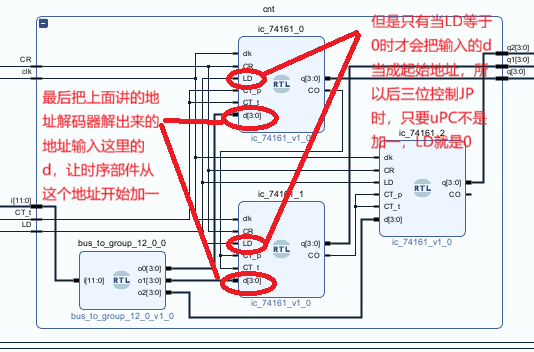 cnt
ic_74161_0
clk
CR
LD
CT_p
CT_t
d[3:0]
RTL
q[3:0]
CO
ic_74161_v1_0
CR
clk
但是只有当LD等于
0时才会把输入的d
当成起始地址，所
以后三位控制JP
时，只要uPC不是
加一，LD就是0
q2[3:0]
q1[3:0]
q[3:0]
最后把上面讲的地
址解码器解出来的
地址输入这里的
d，让时序部件从
这个地址开始加一
ic_74161_2
clk
CR
LD
CT_p
CT_t
d[3:0]
RTL
q[3:0]
CO
ic_74161_v1_0
i[11:0]
CT_t
LD
ic_74161_1
clk
CR
LD
CT_p
CT_t
d[3:0]
RTL
q[3:0]
CO
ic_74161_v1_0
bus_to_group_12_0_0
i[11:0]
RTL
o0[3:0]
o1[3:0]
o2[3:0]
bus_to_group_12_0_v1_0